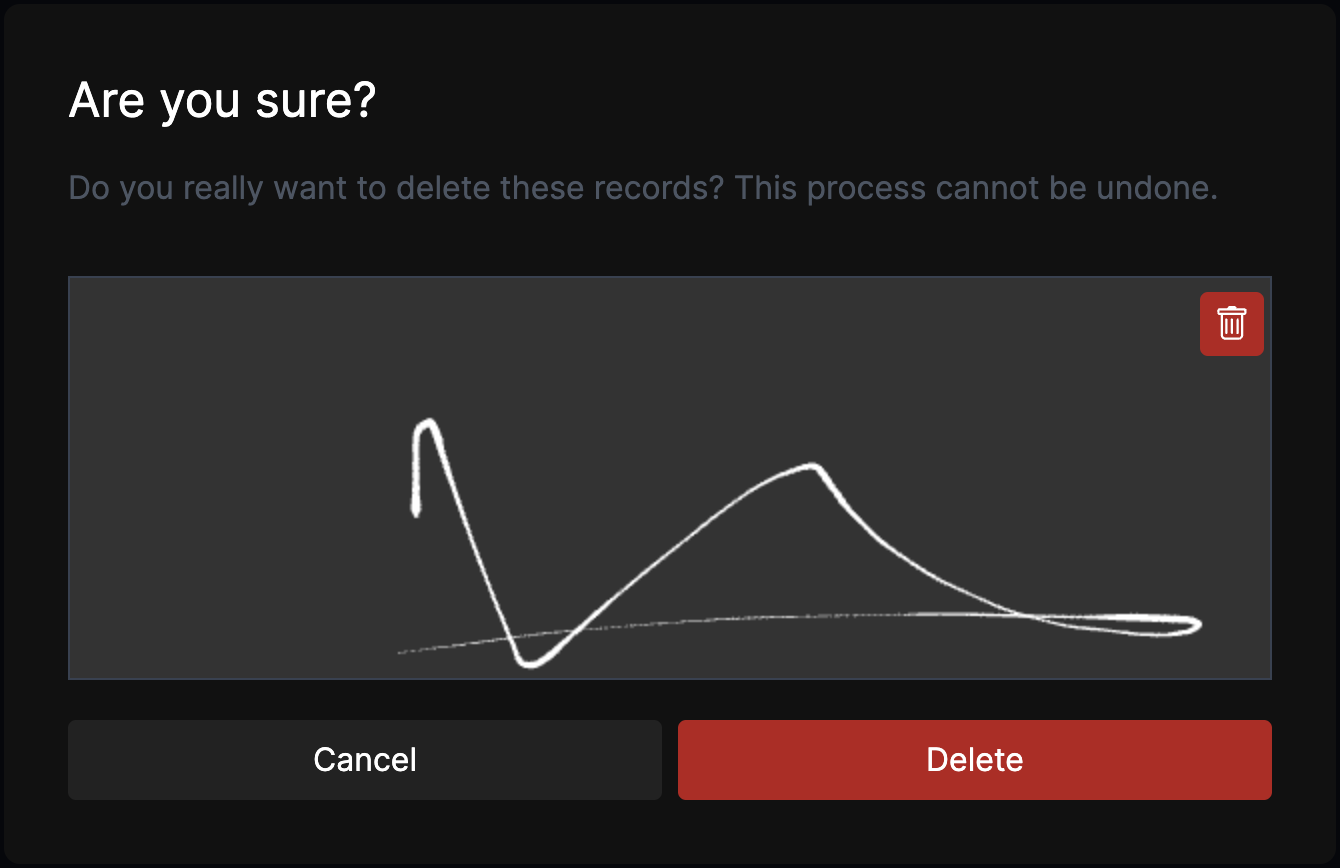 Are you sure?
Do you really want to delete these records? This process cannot be undone.
Cancel
Delete